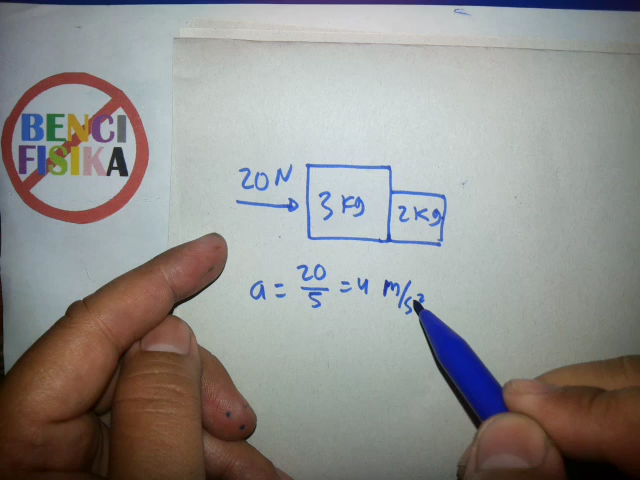 BENCI
FISIKA
20 N
3 kg
2 kg
a = 20/5 = 4 m/s²